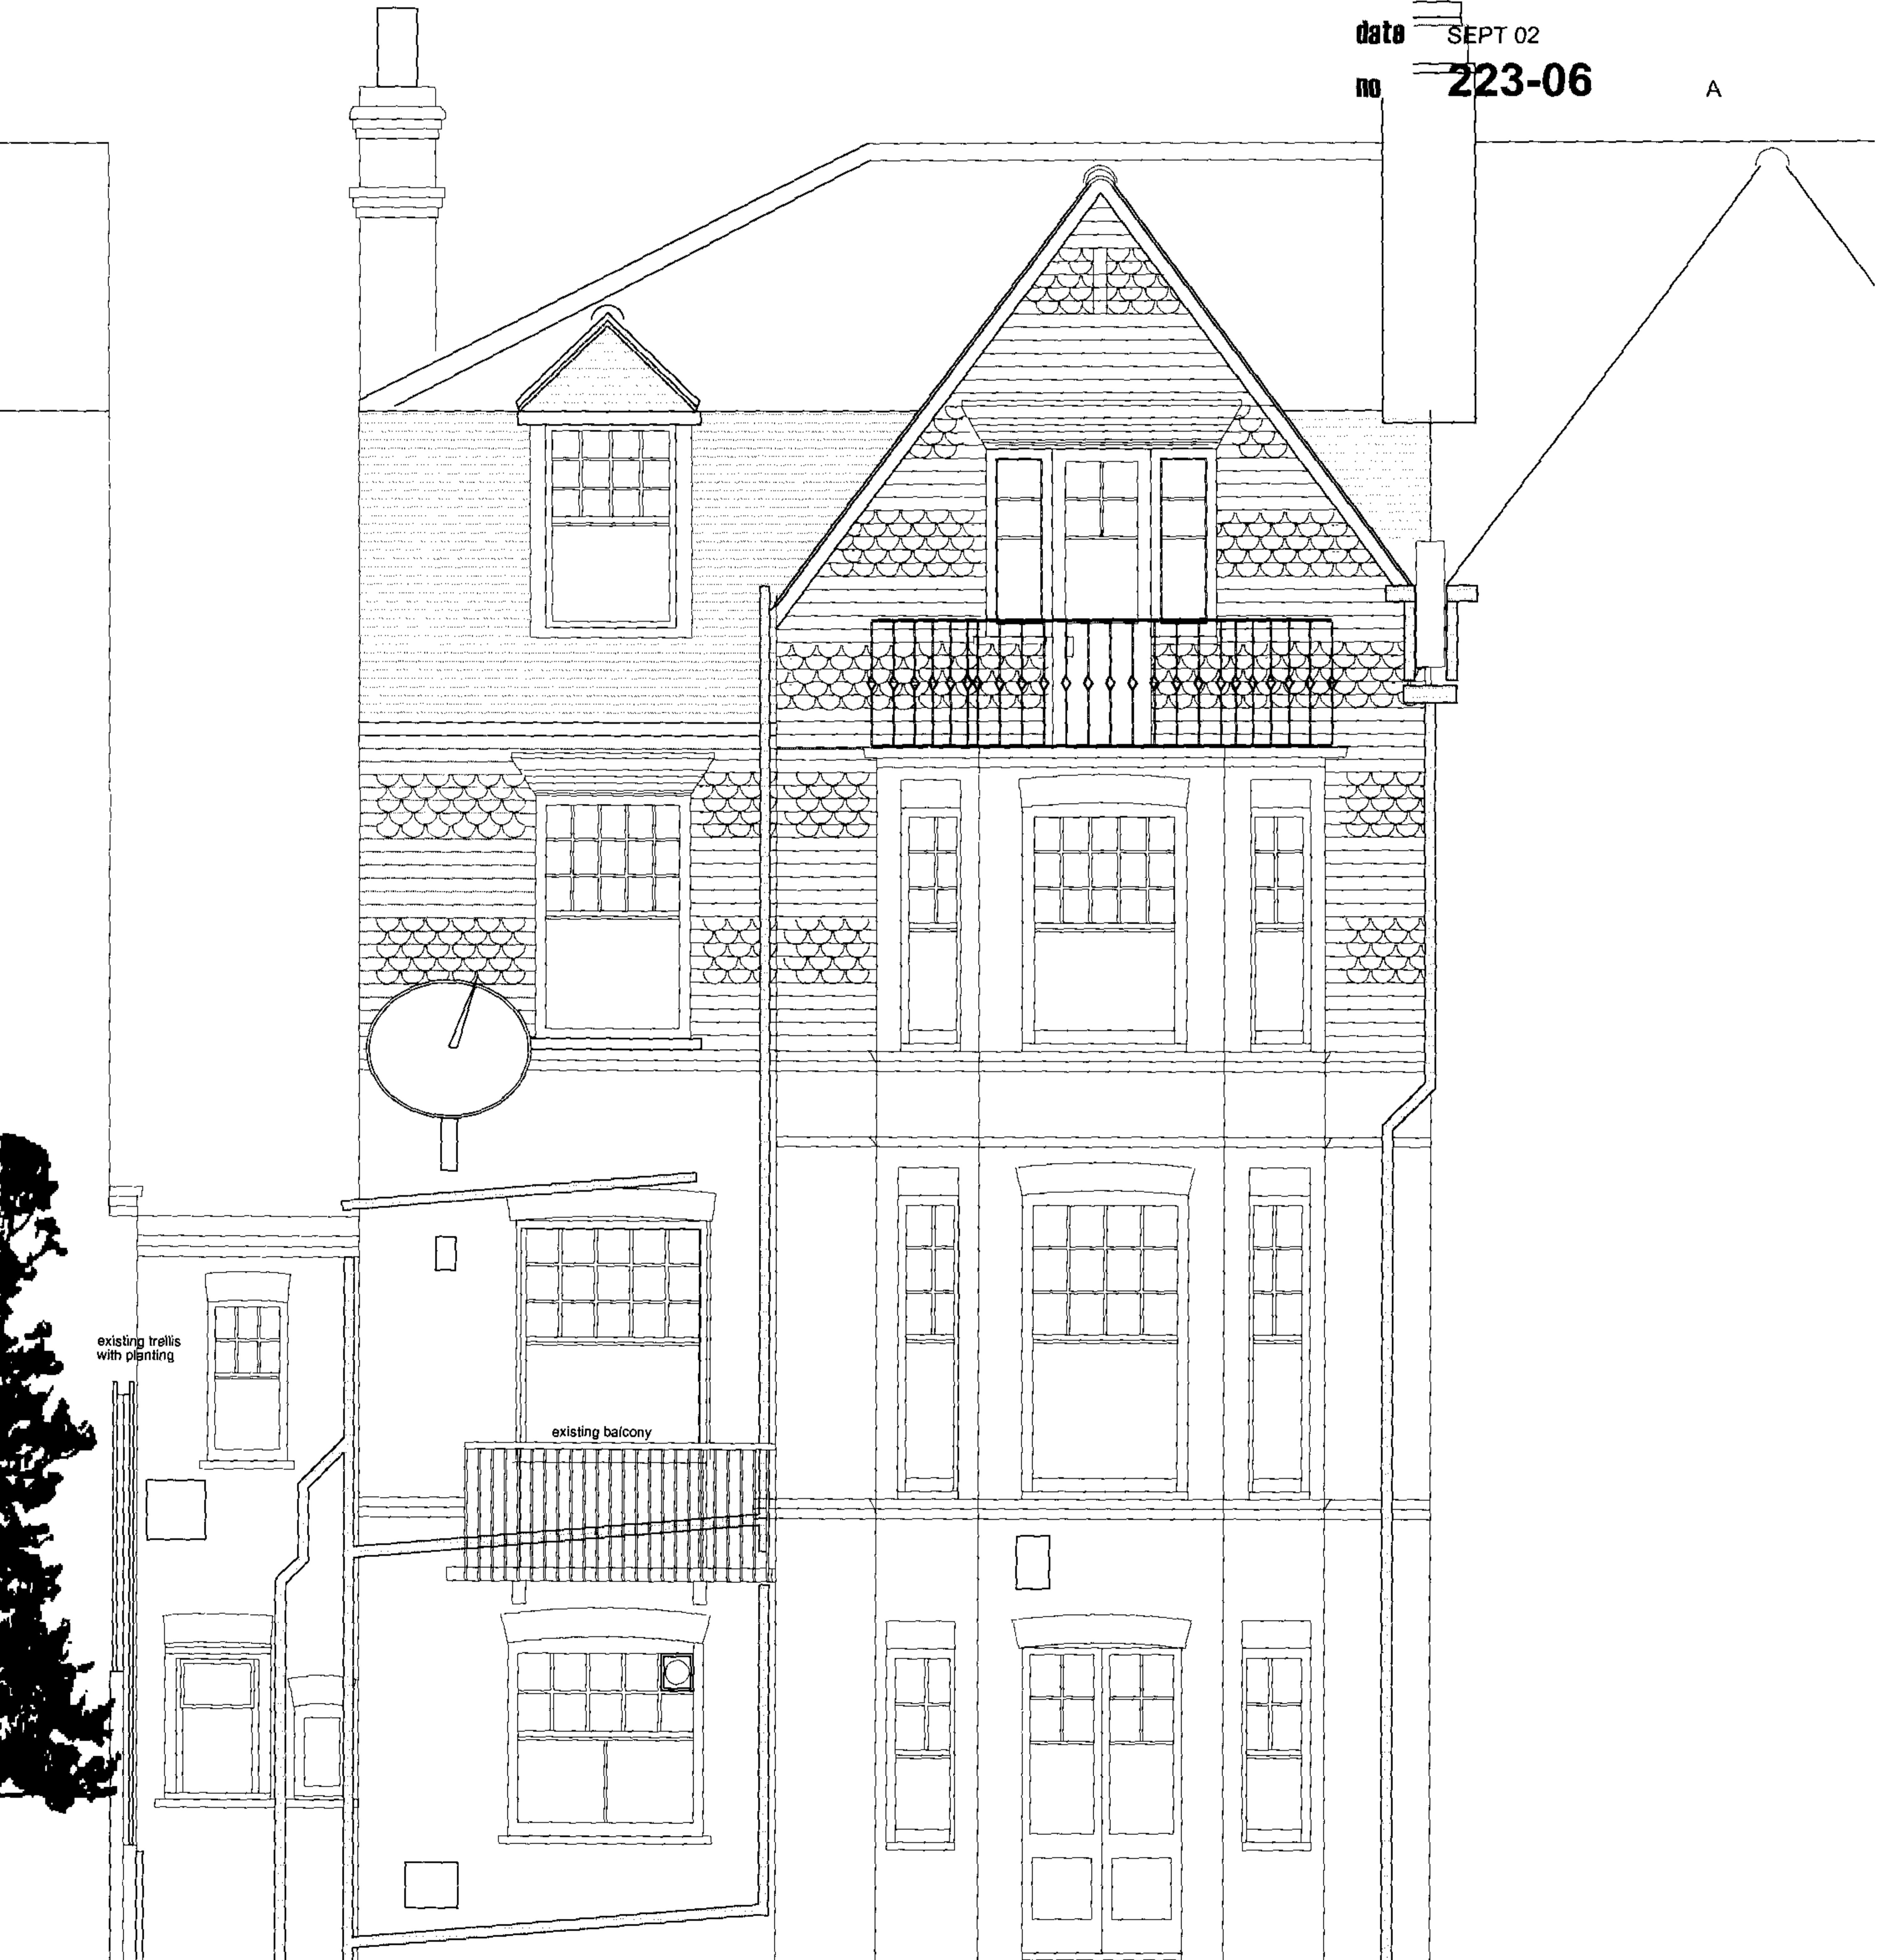 date SEPT 02
no 223-06 A
existing trellis
with planting
existing balcony